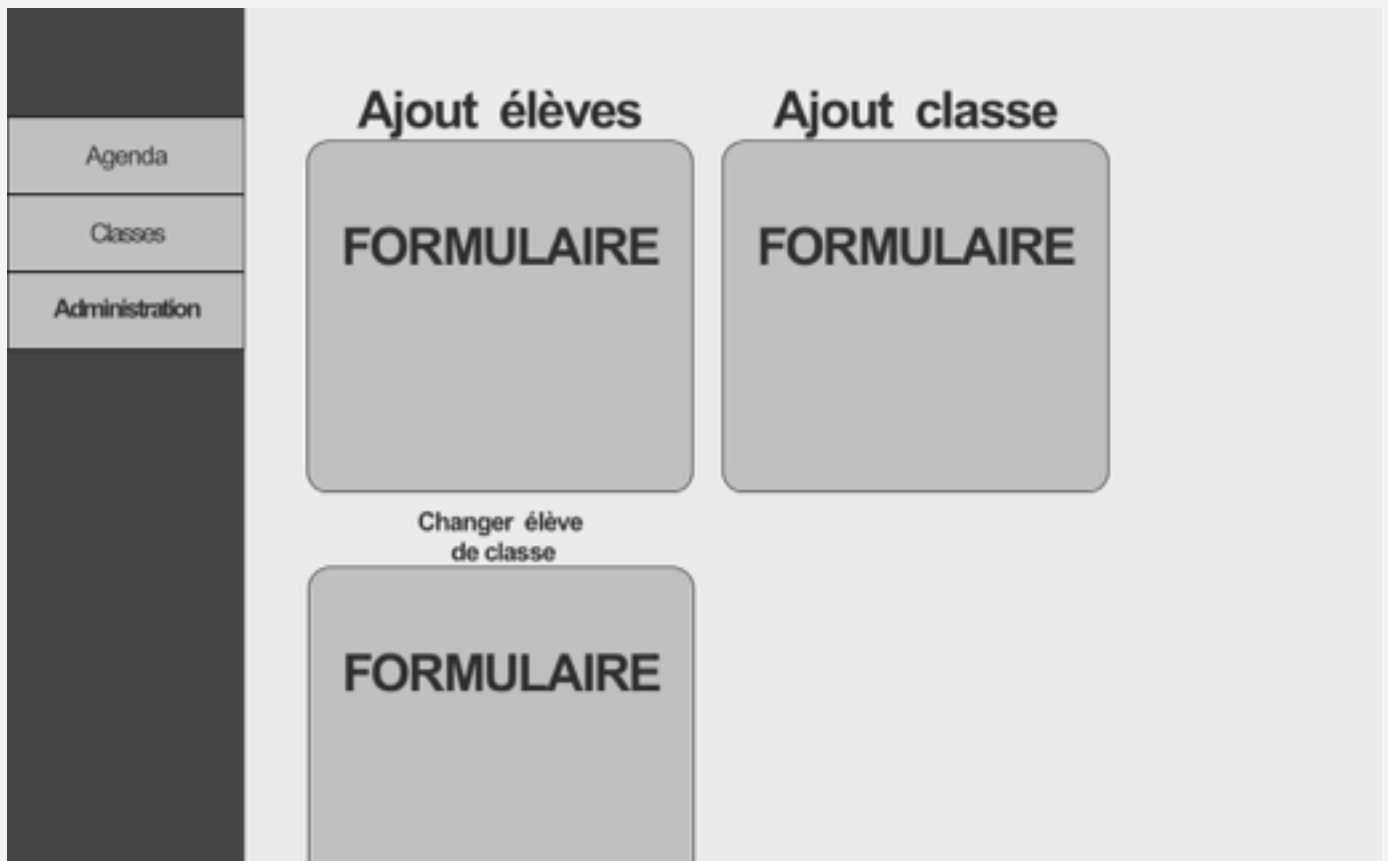 Agenda
Classes
Administration
Ajout élèves
FORMULAIRE
Ajout classe
FORMULAIRE
Changer élève
de classe
FORMULAIRE